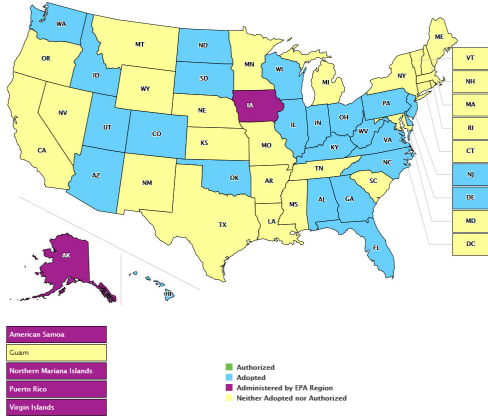 WA
MT
ND
MN
ME
OR
ID
SD
WI
MI
NY
VT
NH
WY
IA
MA
NV
NE
PA
RI
UT
CO
IL
IN
OH
WV
CT
CA
KS
MO
KY
VA
NJ
AZ
NM
OK
AR
TN
NC
DE
SC
MS
AL
GA
MD
TX
LA
DC
FL
AK
HI
American Samoa
Guam
Northern Mariana Islands
Puerto Rico
Virgin Islands
Authorized
Adopted
Administered by EPA Region
Neither Adopted nor Authorized